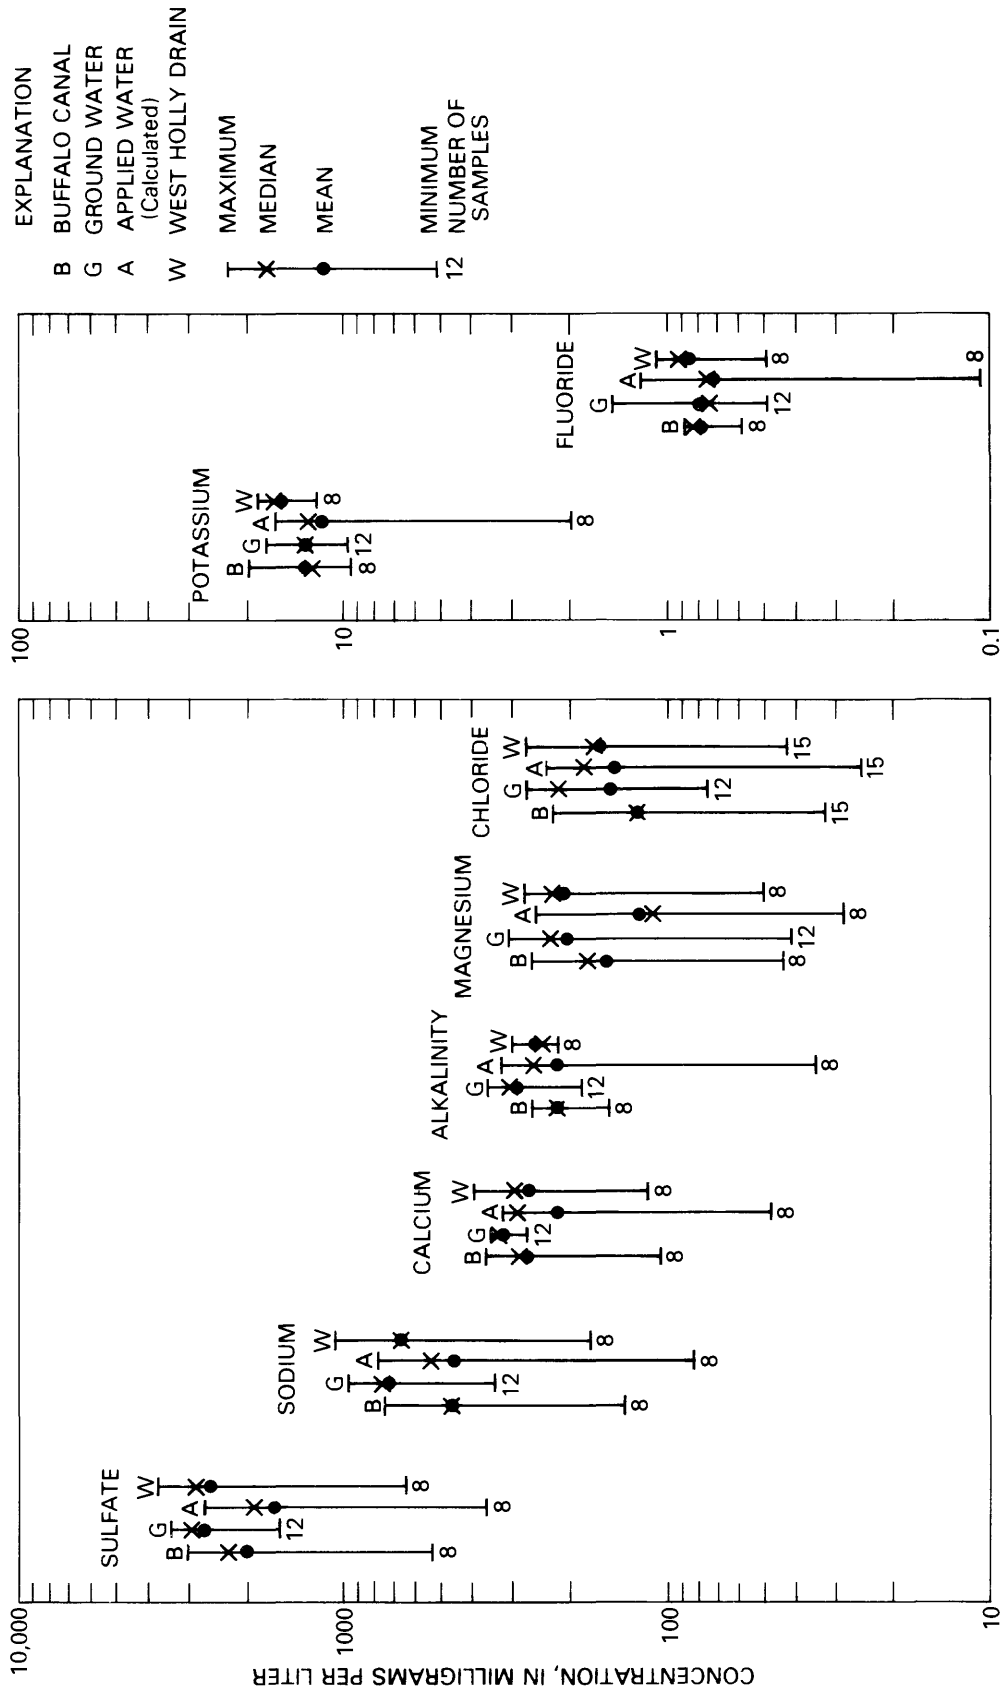 CONCENTRATION, IN MILLIGRAMS PER LITER
10,000
1000
100
10
SULFATE
B
8
G
12
A
8
W
8
SODIUM
B
8
G
12
A
8
W
8
CALCIUM
B
8
G
12
A
8
W
8
ALKALINITY
B
8
G
12
A
8
W
8
MAGNESIUM
B
8
G
12
A
8
W
8
CHLORIDE
B
15
G
12
A
15
W
15
100
10
1
0.1
POTASSIUM
B
8
G
12
A
8
W
8
FLUORIDE
B
8
G
12
A
8
W
8
EXPLANATION
B BUFFALO CANAL
G GROUND WATER
A APPLIED WATER
(Calculated)
W WEST HOLLY DRAIN
MAXIMUM
MEDIAN
MEAN
MINIMUM
12 NUMBER OF
SAMPLES